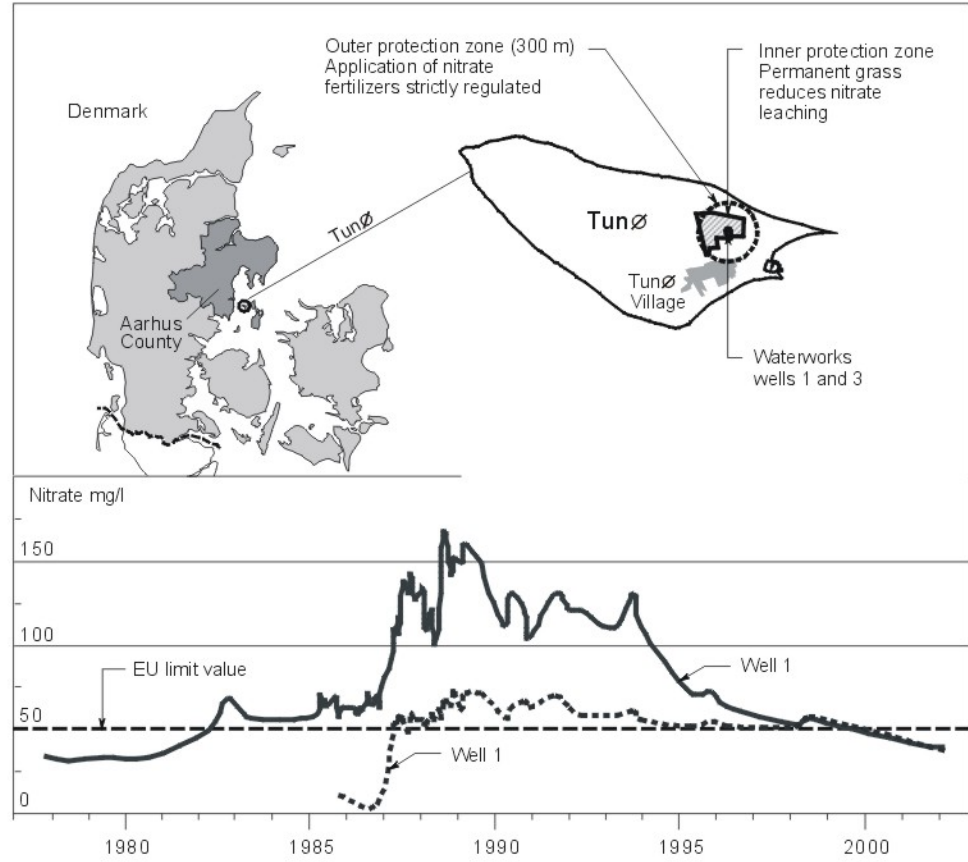 Outer protection zone (300 m)
Application of nitrate
fertilizers strictly regulated
Inner protection zone
Permanent grass
reduces nitrate
leaching
Denmark
TunØ
TunØ
TunØ
Village
Aarhus
County
Waterworks
wells 1 and 3
Nitrate mg/l
150
100
EU limit value
Well 1
50
Well 1
0
1980
1985
1990
1995
2000